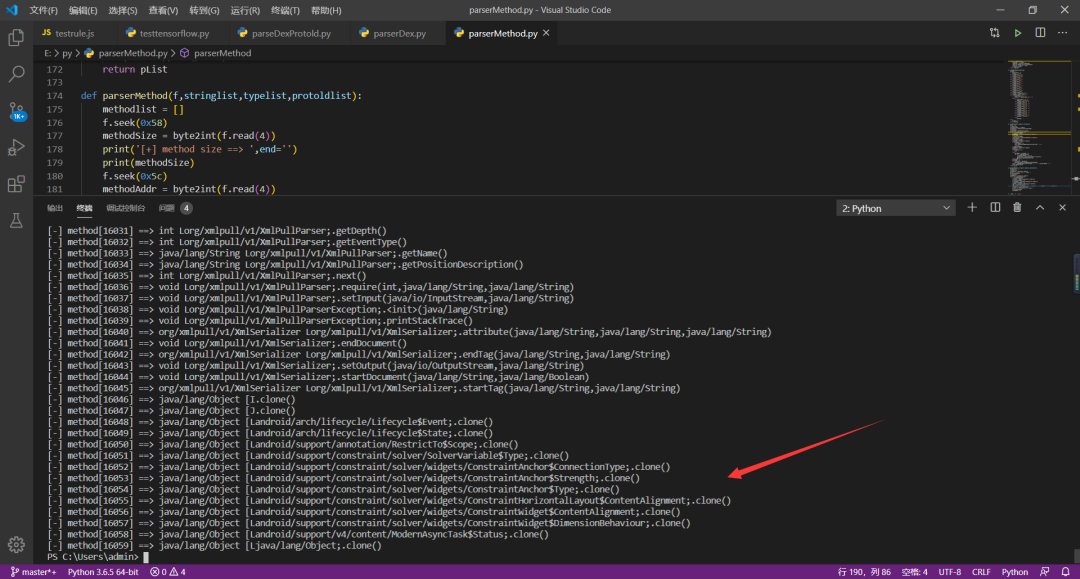 文件(F) 编辑(E) 选择(S) 查看(V) 转到(G) 运行(R) 终端(T) 帮助(H) parserMethod.py - Visual Studio Code
JS testrule.js testtensorflow.py parseDexProtoId.py parserDex.py parserMethod.py
E: > py > parserMethod.py > parserMethod
172 return pList
173
174 def parserMethod(f,stringlist,typelist,protoIdlist):
175 methodlist = []
176 f.seek(0x58)
177 methodSize = byte2int(f.read(4))
178 print('[+] method size ==> ',end='')
179 print(methodSize)
180 f.seek(0x5c)
181 methodAddr = byte2int(f.read(4))
1K+
输出 终端 调试控制台 问题 4 2: Python
[-] method[16031] ==> int Lorg/xmlpull/v1/XmlPullParser;.getDepth()
[-] method[16032] ==> int Lorg/xmlpull/v1/XmlPullParser;.getEventType()
[-] method[16033] ==> java/lang/String Lorg/xmlpull/v1/XmlPullParser;.getName()
[-] method[16034] ==> java/lang/String Lorg/xmlpull/v1/XmlPullParser;.getPositionDescription()
[-] method[16035] ==> int Lorg/xmlpull/v1/XmlPullParser;.next()
[-] method[16036] ==> void Lorg/xmlpull/v1/XmlPullParser;.require(int,java/lang/String,java/lang/String)
[-] method[16037] ==> void Lorg/xmlpull/v1/XmlPullParser;.setInput(java/io/InputStream,java/lang/String)
[-] method[16038] ==> void Lorg/xmlpull/v1/XmlPullParserException;.<init>(java/lang/String)
[-] method[16039] ==> void Lorg/xmlpull/v1/XmlPullParserException;.printStackTrace()
[-] method[16040] ==> org/xmlpull/v1/XmlSerializer Lorg/xmlpull/v1/XmlSerializer;.attribute(java/lang/String,java/lang/String,java/lang/String)
[-] method[16041] ==> void Lorg/xmlpull/v1/XmlSerializer;.endDocument()
[-] method[16042] ==> org/xmlpull/v1/XmlSerializer Lorg/xmlpull/v1/XmlSerializer;.endTag(java/lang/String,java/lang/String)
[-] method[16043] ==> void Lorg/xmlpull/v1/XmlSerializer;.setOutput(java/io/OutputStream,java/lang/String)
[-] method[16044] ==> void Lorg/xmlpull/v1/XmlSerializer;.startDocument(java/lang/String,java/lang/Boolean)
[-] method[16045] ==> org/xmlpull/v1/XmlSerializer Lorg/xmlpull/v1/XmlSerializer;.startTag(java/lang/String,java/lang/String)
[-] method[16046] ==> java/lang/Object [I.clone()
[-] method[16047] ==> java/lang/Object [J.clone()
[-] method[16048] ==> java/lang/Object [Landroid/arch/lifecycle/Lifecycle$Event;.clone()
[-] method[16049] ==> java/lang/Object [Landroid/arch/lifecycle/Lifecycle$State;.clone()
[-] method[16050] ==> java/lang/Object [Landroid/support/annotation/RestrictTo$Scope;.clone()
[-] method[16051] ==> java/lang/Object [Landroid/support/constraint/solver/SolverVariable$Type;.clone()
[-] method[16052] ==> java/lang/Object [Landroid/support/constraint/solver/widgets/ConstraintAnchor$ConnectionType;.clone()
[-] method[16053] ==> java/lang/Object [Landroid/support/constraint/solver/widgets/ConstraintAnchor$Strength;.clone()
[-] method[16054] ==> java/lang/Object [Landroid/support/constraint/solver/widgets/ConstraintAnchor$Type;.clone()
[-] method[16055] ==> java/lang/Object [Landroid/support/constraint/solver/widgets/ConstraintHorizontalLayout$ContentAlignment;.clone()
[-] method[16056] ==> java/lang/Object [Landroid/support/constraint/solver/widgets/ConstraintWidget$ContentAlignment;.clone()
[-] method[16057] ==> java/lang/Object [Landroid/support/constraint/solver/widgets/ConstraintWidget$DimensionBehaviour;.clone()
[-] method[16058] ==> java/lang/Object [Landroid/support/v4/content/ModernAsyncTask$Status;.clone()
[-] method[16059] ==> java/lang/Object [Ljava/lang/Object;.clone()
PS C:\Users\admin>
master*+ Python 3.6.5 64-bit 0 4 行 190，列 86 空格: 4 UTF-8 CRLF Python